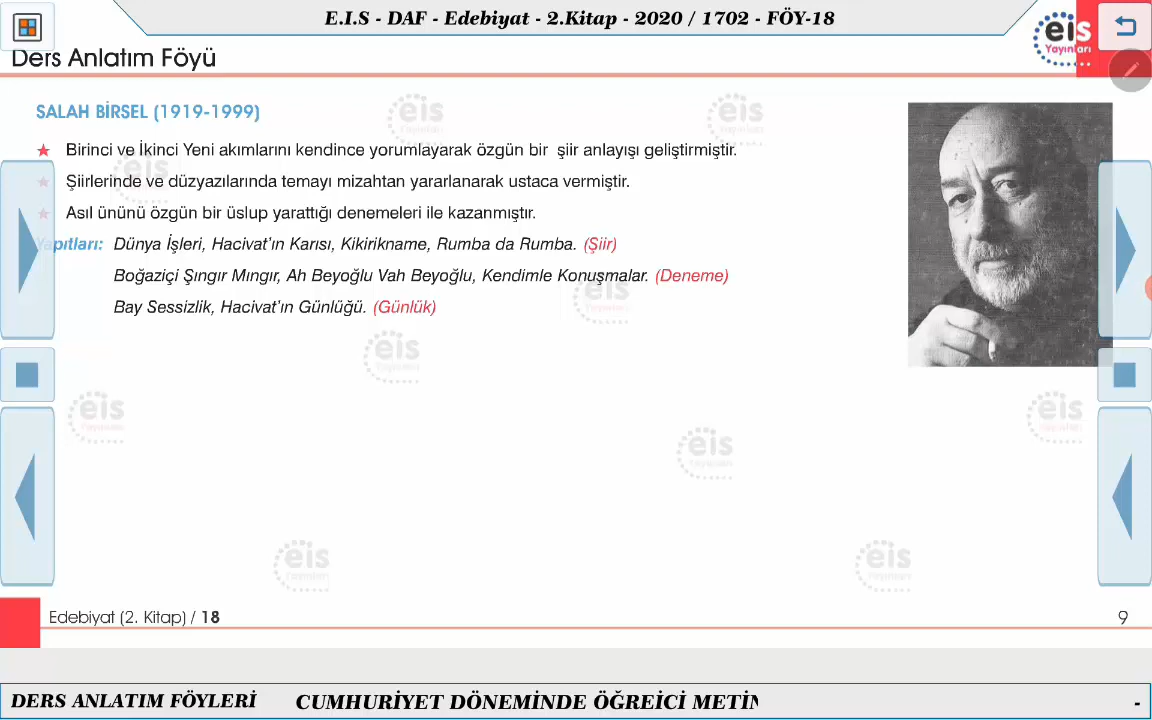 E.I.S - DAF - Edebiyat - 2.Kitap - 2020 / 1702 - FÖY-18
eis
Yayınları
Ders Anlatım Föyü
SALAH BİRSEL (1919-1999)
Birinci ve İkinci Yeni akımlarını kendince yorumlayarak özgün bir şiir anlayışı geliştirmiştir.
Şiirlerinde ve düzyazılarında temayı mizahtan yararlanarak ustaca vermiştir.
Asıl ününü özgün bir üslup yarattığı denemeleri ile kazanmıştır.
Yapıtları: Dünya İşleri, Hacivat'ın Karısı, Kikirikname, Rumba da Rumba. (Şiir)
Boğaziçi Şıngır Mıngır, Ah Beyoğlu Vah Beyoğlu, Kendimle Konuşmalar. (Deneme)
Bay Sessizlik, Hacivat'ın Günlüğü. (Günlük)
Edebiyat (2. Kitap) / 18
9
DERS ANLATIM FÖYLERİ CUMHURİYET DÖNEMİNDE ÖĞREİCİ METİN -